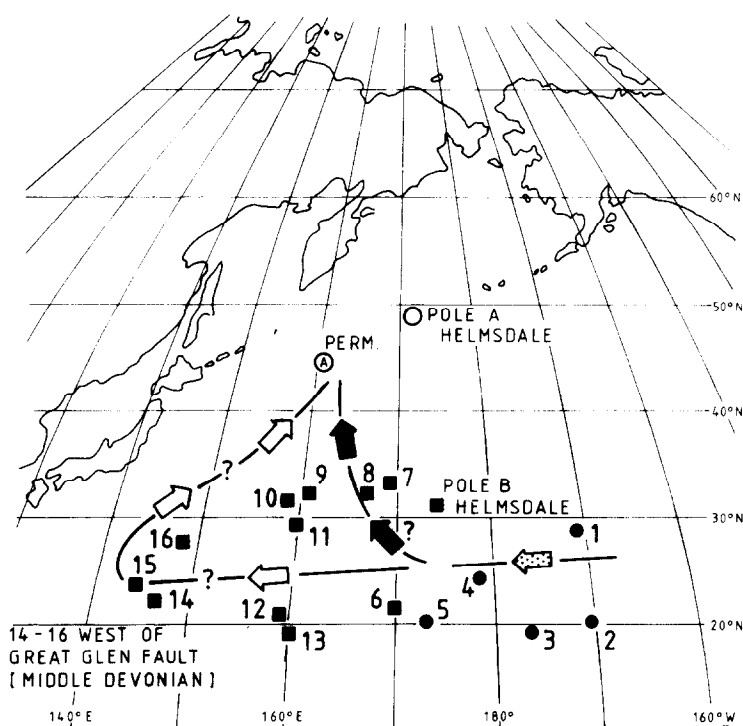 60°N
50°N
POLE A
HELMSDALE
PERM.
A
40°N
?
10
9
8
7
POLE B
HELMSDALE
30°N
11
?
1
16
15
?
4
14
12
6
5
3
2
13
20°N
14-16 WEST OF
GREAT GLEN FAULT
[MIDDLE DEVONIAN]
140°E
160°E
180°
160°W